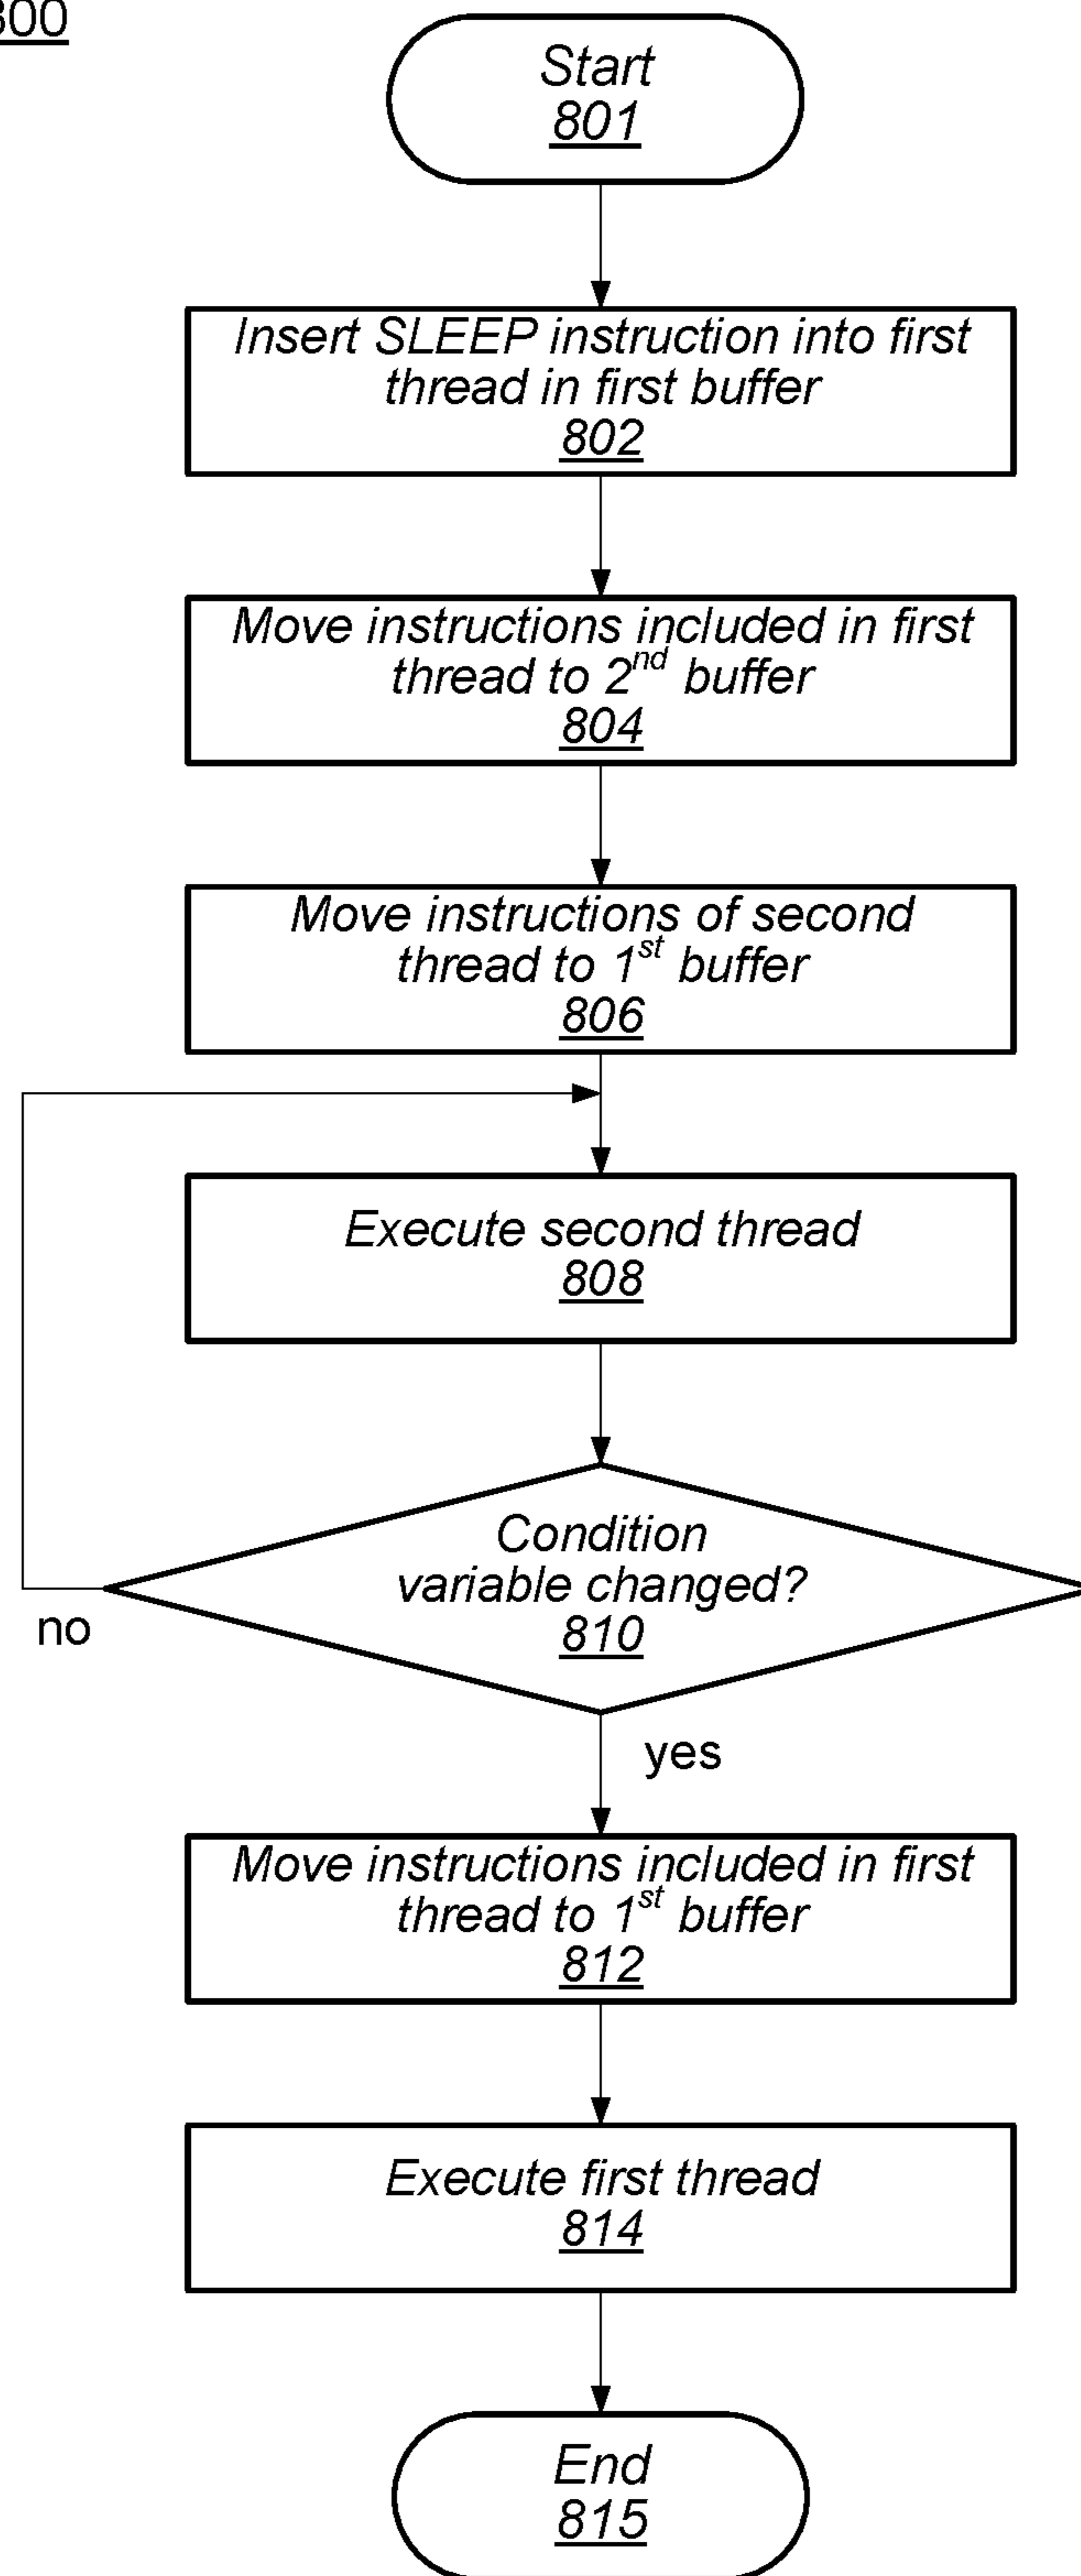 800
Start
801
Insert SLEEP instruction into first
thread in first buffer
802
Move instructions included in first
thread to 2nd buffer
804
Move instructions of second
thread to 1st buffer
806
Execute second thread
808
Condition
variable changed?
810
no
yes
Move instructions included in first
thread to 1st buffer
812
Execute first thread
814
End
815